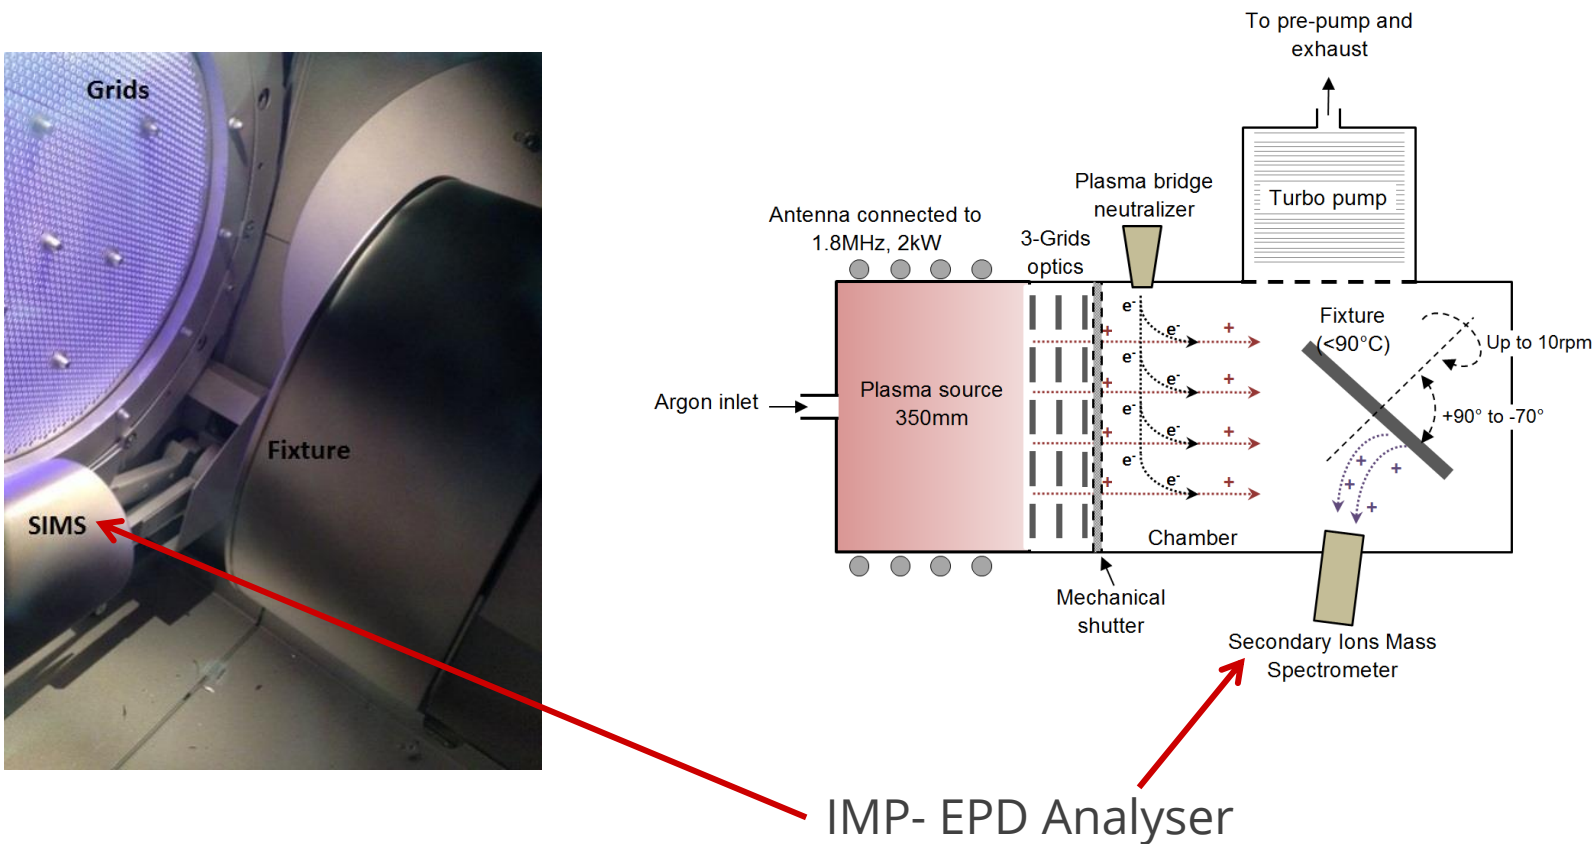 Grids
Fixture
SIMS
To pre-pump and
exhaust
Turbo pump
Plasma bridge
neutralizer
Antenna connected to
1.8MHz, 2kW
3-Grids
optics
Argon inlet
Plasma source
350mm
e-
e-
e-
e-
e-
e-
e-
e-
+
+
+
+
+
+
+
+
Fixture
(<90°C)
Up to 10rpm
+90° to -70°
+
+
+
+
Chamber
Mechanical
shutter
Secondary Ions Mass
Spectrometer
IMP- EPD Analyser